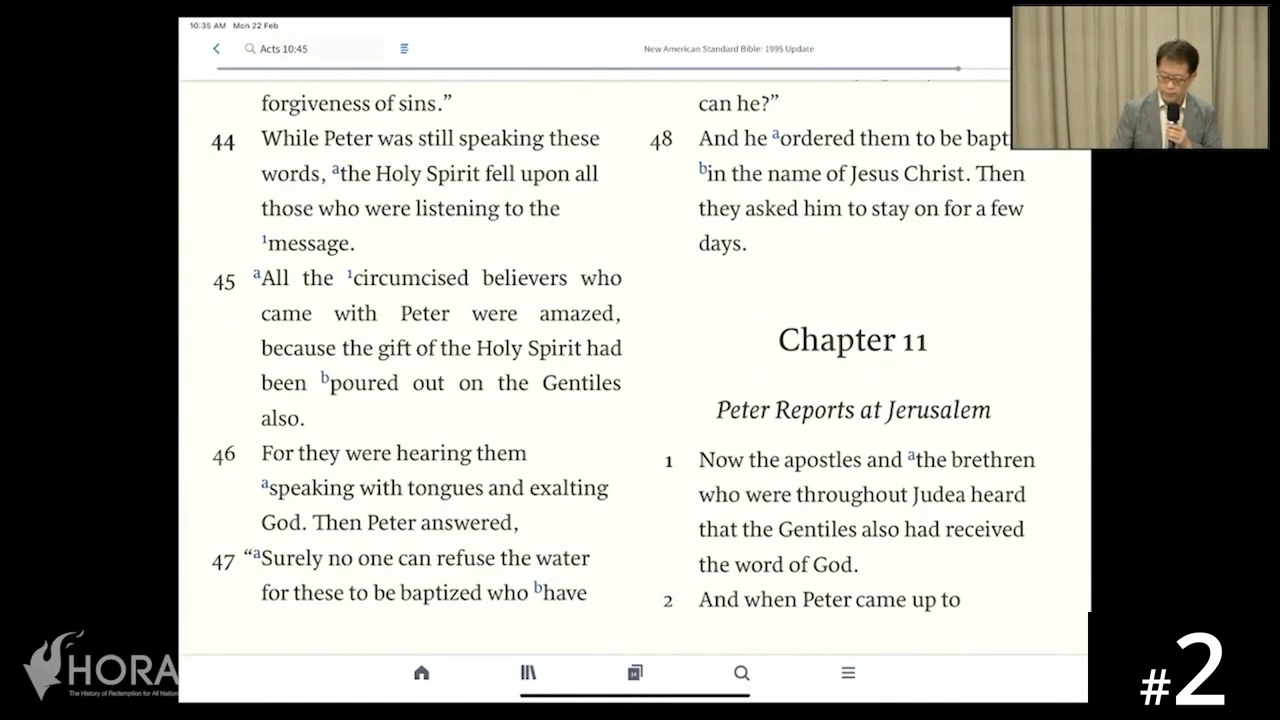 10:35 AM Mon 22 Feb
Acts 10:45
New American Standard Bible: 1995 Update
forgiveness of sins.”
44 While Peter was still speaking these
words, ᵃthe Holy Spirit fell upon all
those who were listening to the
¹message.
45 ᵃAll the ¹circumcised believers who
came with Peter were amazed,
because the gift of the Holy Spirit had
been ᵇpoured out on the Gentiles
also.
46 For they were hearing them
ᵃspeaking with tongues and exalting
God. Then Peter answered,
47 “ᵃSurely no one can refuse the water
for these to be baptized who ᵇhave
can he?”
48 And he ᵃordered them to be bapt
ᵇin the name of Jesus Christ. Then
they asked him to stay on for a few
days.
Chapter 11
Peter Reports at Jerusalem
1 Now the apostles and ᵃthe brethren
who were throughout Judea heard
that the Gentiles also had received
the word of God.
2 And when Peter came up to
HORA
The History of Redemption for All Nation
#2